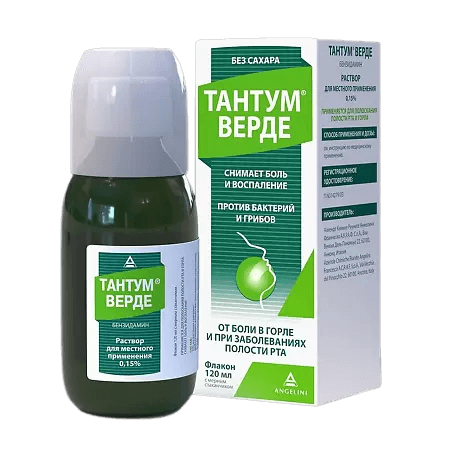 БЕЗ САХАРА
ТАНТУМ®
ВЕРДЕ
СНИМАЕТ БОЛЬ
И ВОСПАЛЕНИЕ
ПРОТИВ БАКТЕРИЙ
И ГРИБОВ
ОТ БОЛИ В ГОРЛЕ
И ПРИ ЗАБОЛЕВАНИЯХ
ПОЛОСТИ РТА
Флакон
120 мл
с мерным
стаканчиком
ANGELINI
ТАНТУМ® ВЕРДЕ
БЕНЗИДАМИН
РАСТВОР
ДЛЯ МЕСТНОГО ПРИМЕНЕНИЯ
0,15%
ПРИМЕНЯЕТСЯ ДЛЯ ПОЛОСКАНИЯ
ПОЛОСТИ РТА И ГОРЛА
СПОСОБ ПРИМЕНЕНИЯ И ДОЗЫ:
РЕГИСТРАЦИОННОЕ
УДОСТОВЕРЕНИЕ:
ПРОИЗВОДИТЕЛЬ:
ANGELINI
ТАНТУМ®
ВЕРДЕ
БЕНЗИДАМИН
Раствор
для местного
применения
0,15%